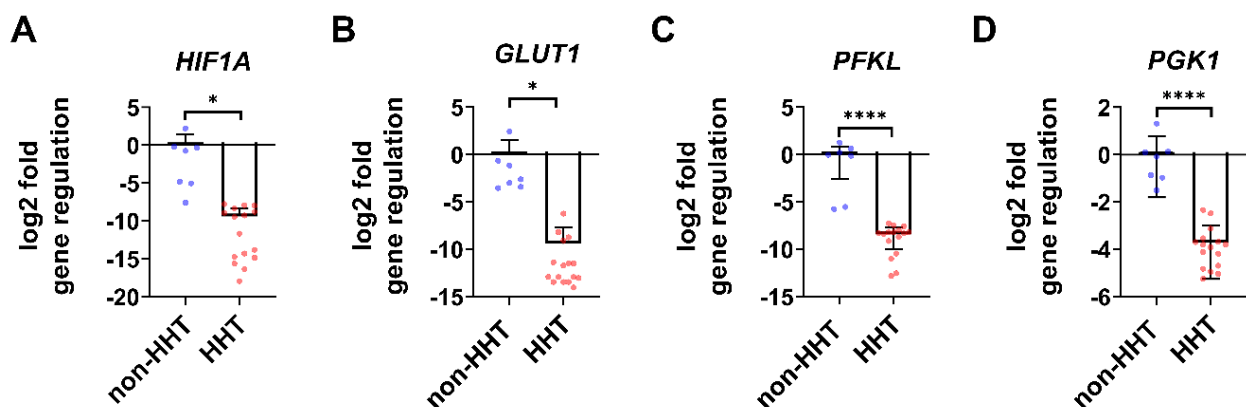 A
HIF1A
*
log2 fold
gene regulation
5
0
-5
-10
-15
-20
non-HHT
HHT
B
GLUT1
*
log2 fold
gene regulation
5
0
-5
-10
-15
non-HHT
HHT
C
PFKL
****
log2 fold
gene regulation
5
0
-5
-10
-15
non-HHT
HHT
D
PGK1
****
log2 fold
gene regulation
2
0
-2
-4
-6
non-HHT
HHT